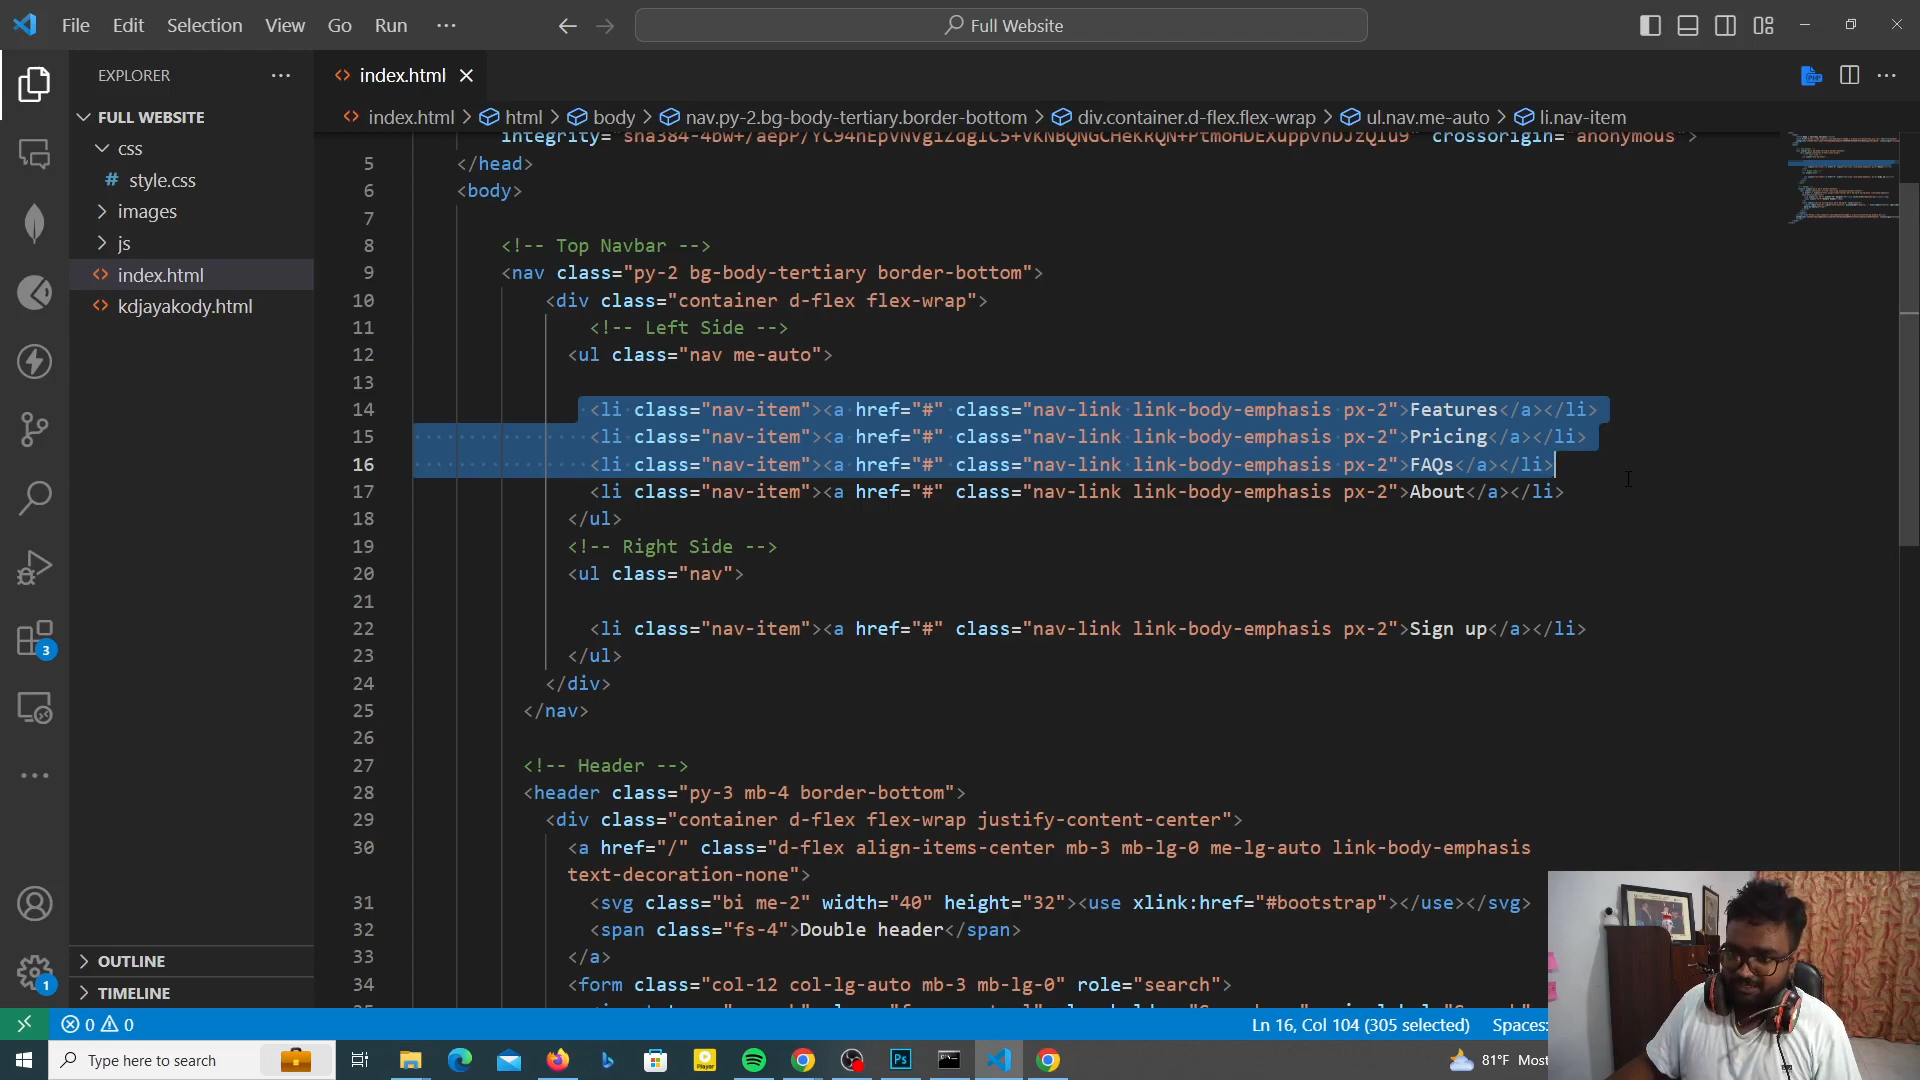 File Edit Selection View Go Run ···
Full Website
EXPLORER
index.html
FULL WEBSITE
css
# style.css
images
js
index.html
kdjayakody.html
index.html > html > body > nav.py-2.bg-body-tertiary.border-bottom > div.container.d-flex.flex-wrap > ul.nav.me-auto > li.nav-item
crossorigin="anonymous">
5 </head>
6 <body>
7
8 <!-- Top Navbar -->
9 <nav class="py-2 bg-body-tertiary border-bottom">
10 <div class="container d-flex flex-wrap">
11 <!-- Left Side -->
12 <ul class="nav me-auto">
13
14 <li class="nav-item"><a href="#" class="nav-link link-body-emphasis px-2">Features</a></li>
15 <li class="nav-item"><a href="#" class="nav-link link-body-emphasis px-2">Pricing</a></li>
16 <li class="nav-item"><a href="#" class="nav-link link-body-emphasis px-2">FAQs</a></li>
17 <li class="nav-item"><a href="#" class="nav-link link-body-emphasis px-2">About</a></li>
18 </ul>
19 <!-- Right Side -->
20 <ul class="nav">
21
22 <li class="nav-item"><a href="#" class="nav-link link-body-emphasis px-2">Sign up</a></li>
23 </ul>
24 </div>
25 </nav>
26
27 <!-- Header -->
28 <header class="py-3 mb-4 border-bottom">
29 <div class="container d-flex flex-wrap justify-content-center">
30 <a href="/" class="d-flex align-items-center mb-3 mb-lg-0 me-lg-auto link-body-emphasis
text-decoration-none">
31 <svg class="bi me-2" width="40" height="32"><use xlink:href="#bootstrap"></use></svg>
32 <span class="fs-4">Double header</span>
33 </a>
34 <form class="col-12 col-lg-auto mb-3 mb-lg-0" role="search">
3
1
OUTLINE
TIMELINE
0 0
Ln 16, Col 104 (305 selected) Spaces:
Type here to search
Player
Ps
81°F Most